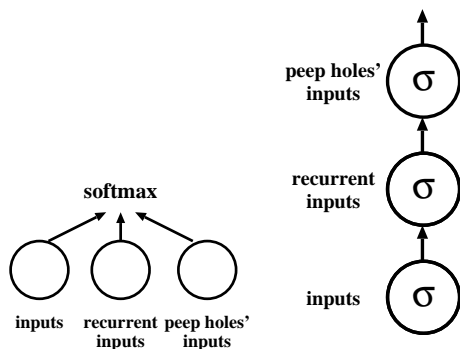 softmax
inputs
recurrent
inputs
peep holes'
inputs
peep holes'
inputs
σ
recurrent
inputs
σ
inputs
σ